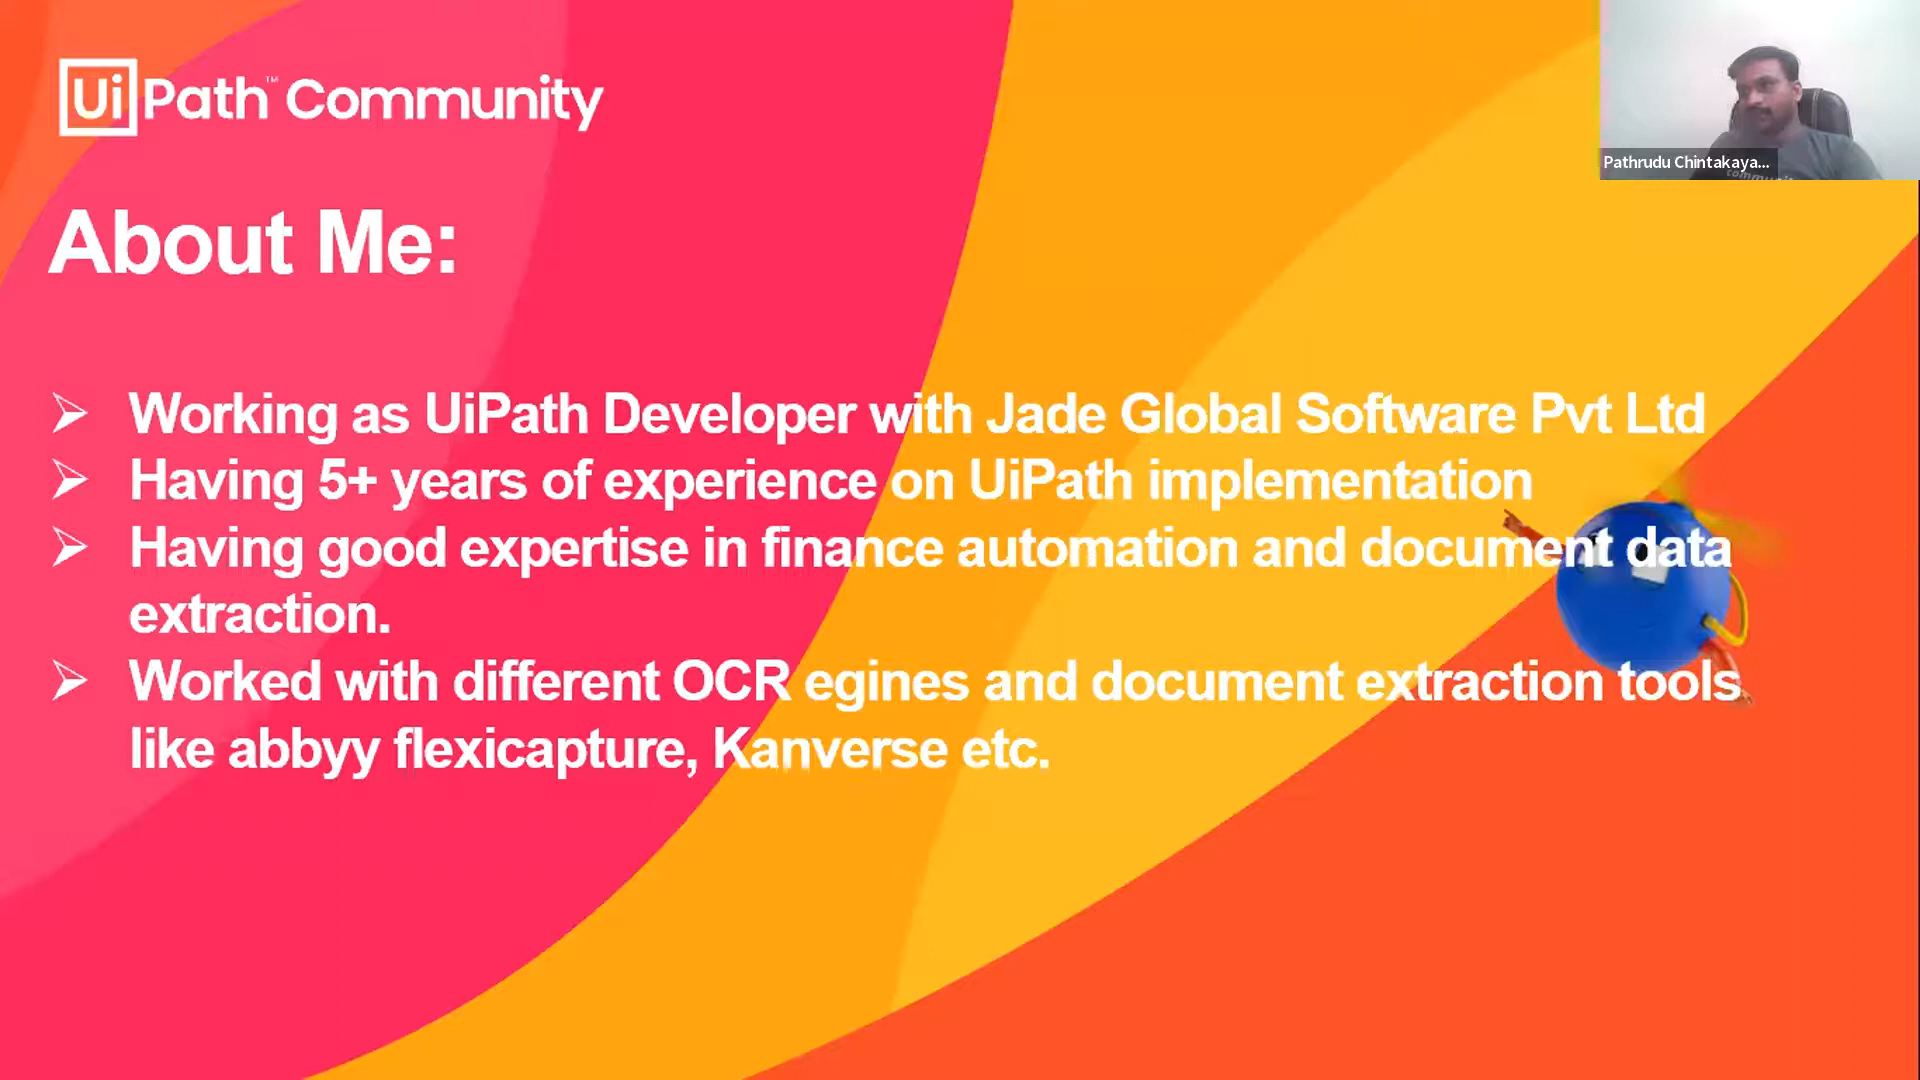 UiPath™ Community
Pathrudu Chintakaya...
About Me:
➢ Working as UiPath Developer with Jade Global Software Pvt Ltd
➢ Having 5+ years of experience on UiPath implementation
➢ Having good expertise in finance automation and document data
extraction.
➢ Worked with different OCR egines and document extraction tools
like abbyy flexicapture, Kanverse etc.